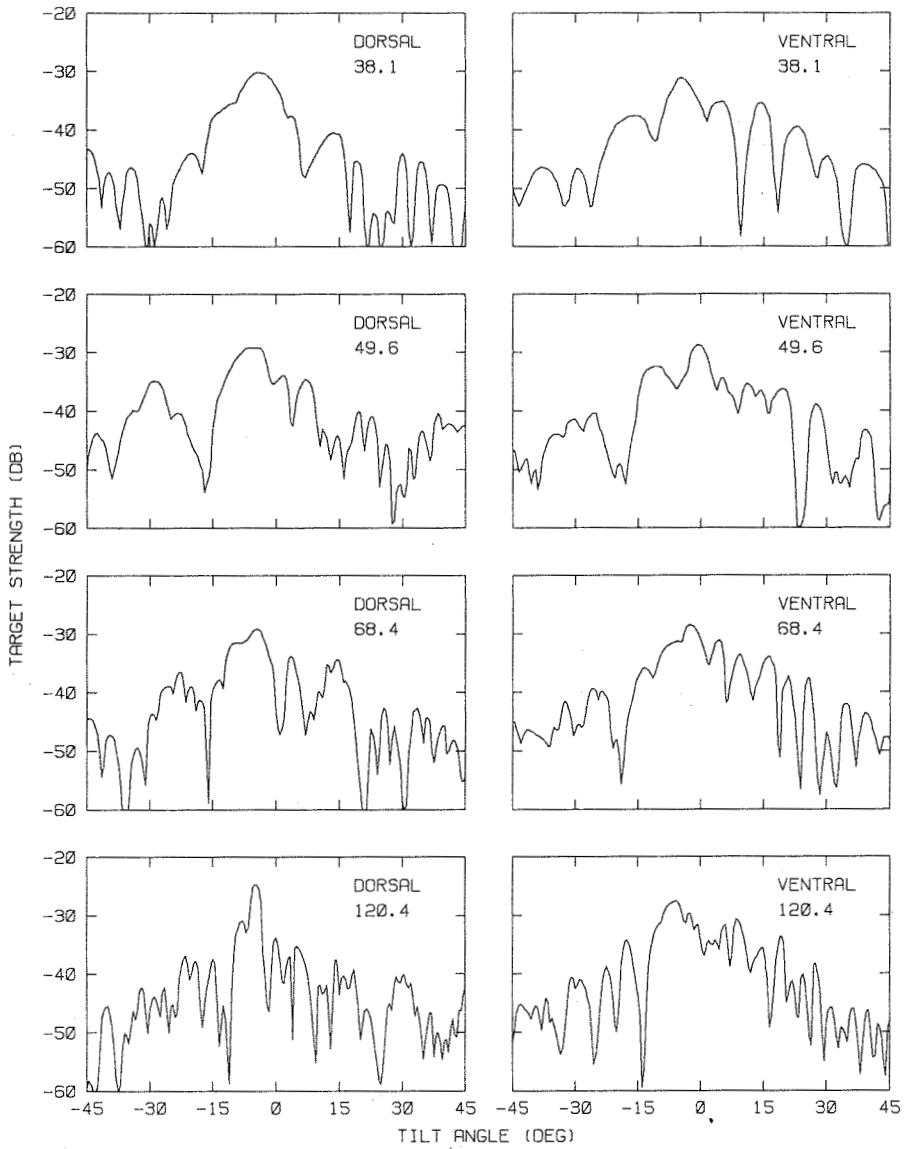 -20
-30
-40
-50
-60
DORSAL
38.1
VENTRAL
38.1
-20
-30
-40
-50
-60
DORSAL
49.6
VENTRAL
49.6
-20
-30
-40
-50
-60
DORSAL
68.4
VENTRAL
68.4
-20
-30
-40
-50
-60
DORSAL
120.4
VENTRAL
120.4
-45 -30 -15 0 15 30 45
-45 -30 -15 0 15 30 45
TARGET STRENGTH (DB)
TILT ANGLE (DEG)